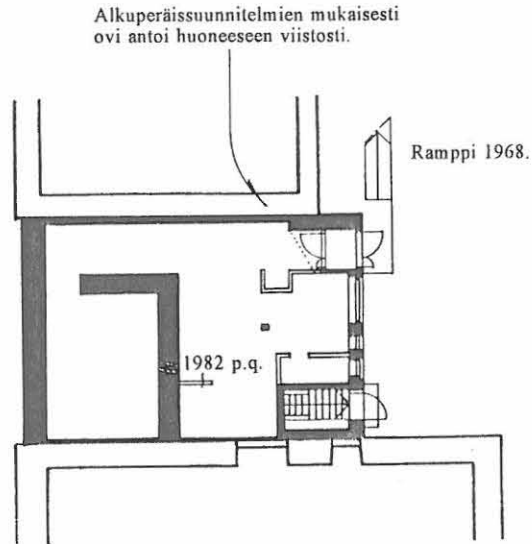 Alkuperäissuunnitelmien mukaisesti
ovi antoi huoneeseen viistosti.
Ramppi 1968.
1982 p.q.